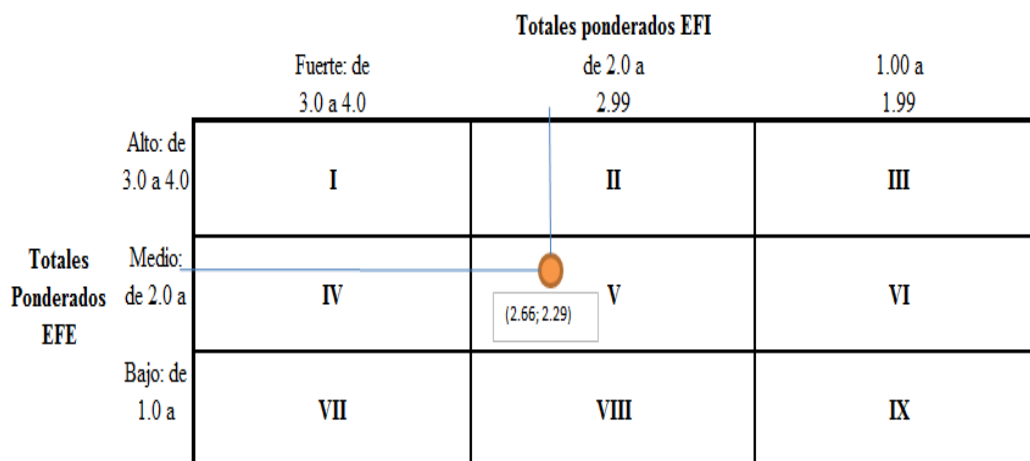 Totales ponderados EFI
Fuerte: de
3.0 a 4.0
de 2.0 a
2.99
1.00 a
1.99
Alto: de
3.0 a 4.0
I
II
III
Totales
Ponderados
EFE
Medio:
de 2.0 a
IV
V
VI
(2.66; 2.29)
Bajo: de
1.0 a
VII
VIII
IX